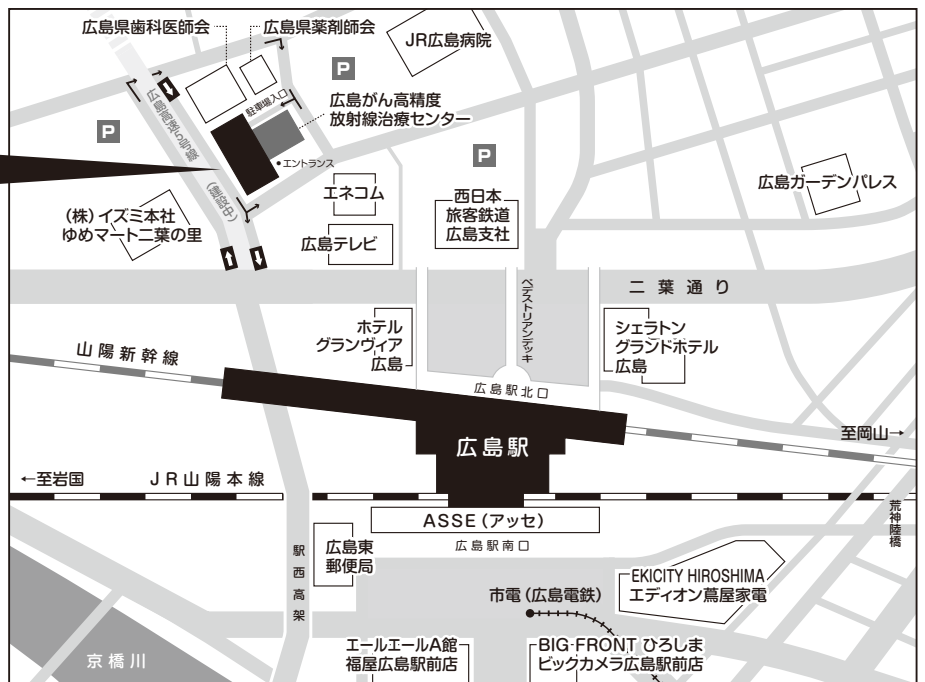 広島県歯科医師会
広島県薬剤師会
JR広島病院
P
駐車場入口
広島がん高精度
放射線治療センター
P
広島高速5号線
(建設中)
エントランス
P
エネコム
西日本
旅客鉄道
広島支社
広島ガーデンパレス
(株)イズミ本社
ゆめマート二葉の里
広島テレビ
二葉通り
ペデストリアンデッキ
ホテル
グランヴィア
広島
シェラトン
グランドホテル
広島
山陽新幹線
広島駅北口
広島駅
至岡山→
←至岩国
JR山陽本線
荒神陸橋
ASSE(アッセ)
広島駅南口
駅西高架
広島東
郵便局
EKICITY HIROSHIMA
エディオン蔦屋家電
市電(広島電鉄)
エールエールA館
福屋広島駅前店
BIG-FRONT ひろしま
ビックカメラ広島駅前店
京橋川